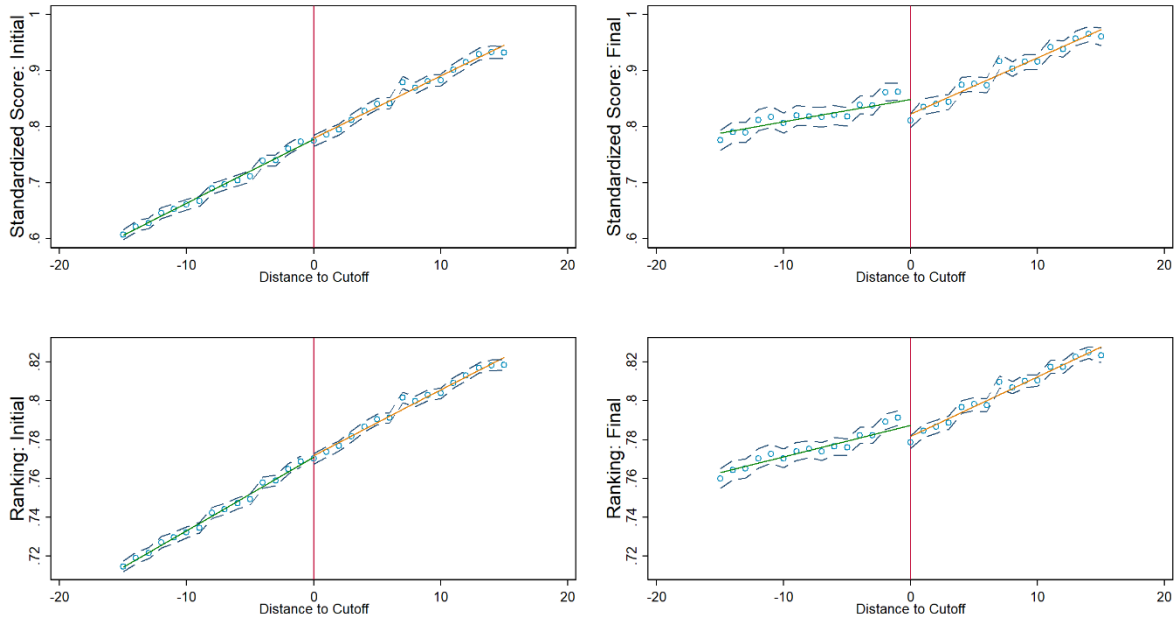 Standardized Score: Initial
1
.9
.8
.7
.6
-20 -10 0 10 20
Distance to Cutoff
Standardized Score: Final
1
.9
.8
.7
.6
-20 -10 0 10 20
Distance to Cutoff
Ranking: Initial
.82
.8
.78
.76
.74
.72
-20 -10 0 10 20
Distance to Cutoff
Ranking: Final
.82
.8
.78
.76
.74
.72
-20 -10 0 10 20
Distance to Cutoff